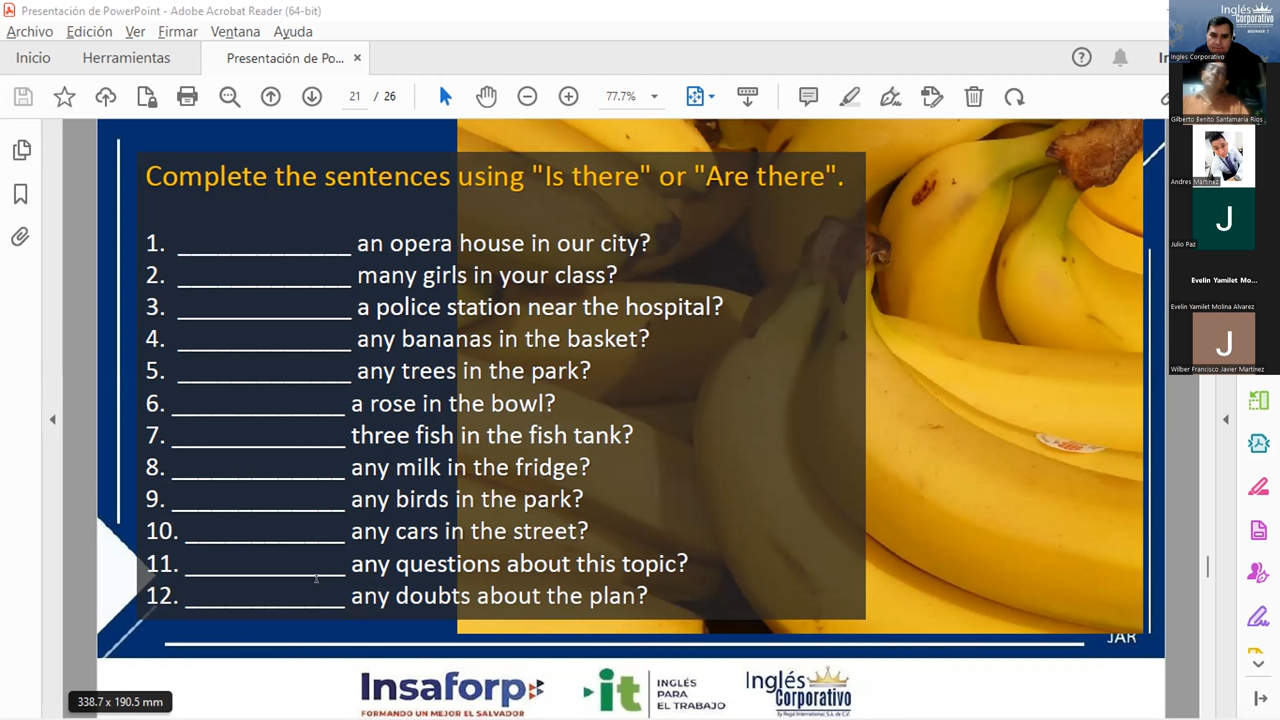 Presentación de PowerPoint - Adobe Acrobat Reader (64-bit)
Archivo Edición Ver Firmar Ventana Ayuda
Inicio Herramientas Presentación de Po... ×
21 / 26 77.7%
Complete the sentences using "Is there" or "Are there".
1. ______________ an opera house in our city?
2. ______________ many girls in your class?
3. ______________ a police station near the hospital?
4. ______________ any bananas in the basket?
5. ______________ any trees in the park?
6. ______________ a rose in the bowl?
7. ______________ three fish in the fish tank?
8. ______________ any milk in the fridge?
9. ______________ any birds in the park?
10. _____________ any cars in the street?
11. _____________ any questions about this topic?
12. _____________ any doubts about the plan?
JAR
Insaforp
FORMANDO UN MEJOR EL SALVADOR
it
INGLÉS
PARA
EL TRABAJO
Inglés
Corporativo
338.7 x 190.5 mm
Inglés
Corporativo
BEGINNER 2
Ingles Corporativo
Gilberto Benito Santamaria Rios
Andres Martinez
J
Julio Paz
Evelin Yamilet Mo...
Evelin Yamilet Molina Alvarez
J
Wilber Francisco Javier Martinez